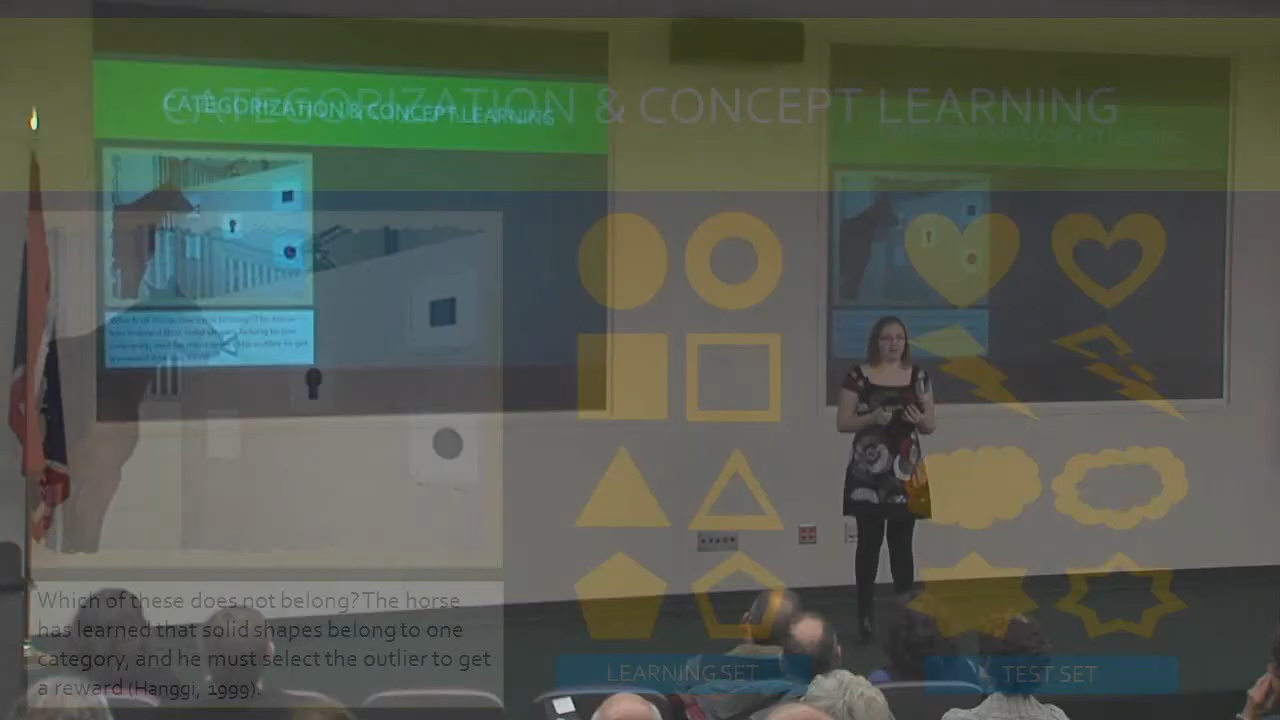 CATEGORIZATION & CONCEPT LEARNING
CATEGORIZATION & CONCEPT LEARNING
Which of these does not belong? The horse
has learned that solid shapes belong to one
category, and he must select the outlier to get
a reward (Hanggi, 1999).
LEARNING SET
TEST SET